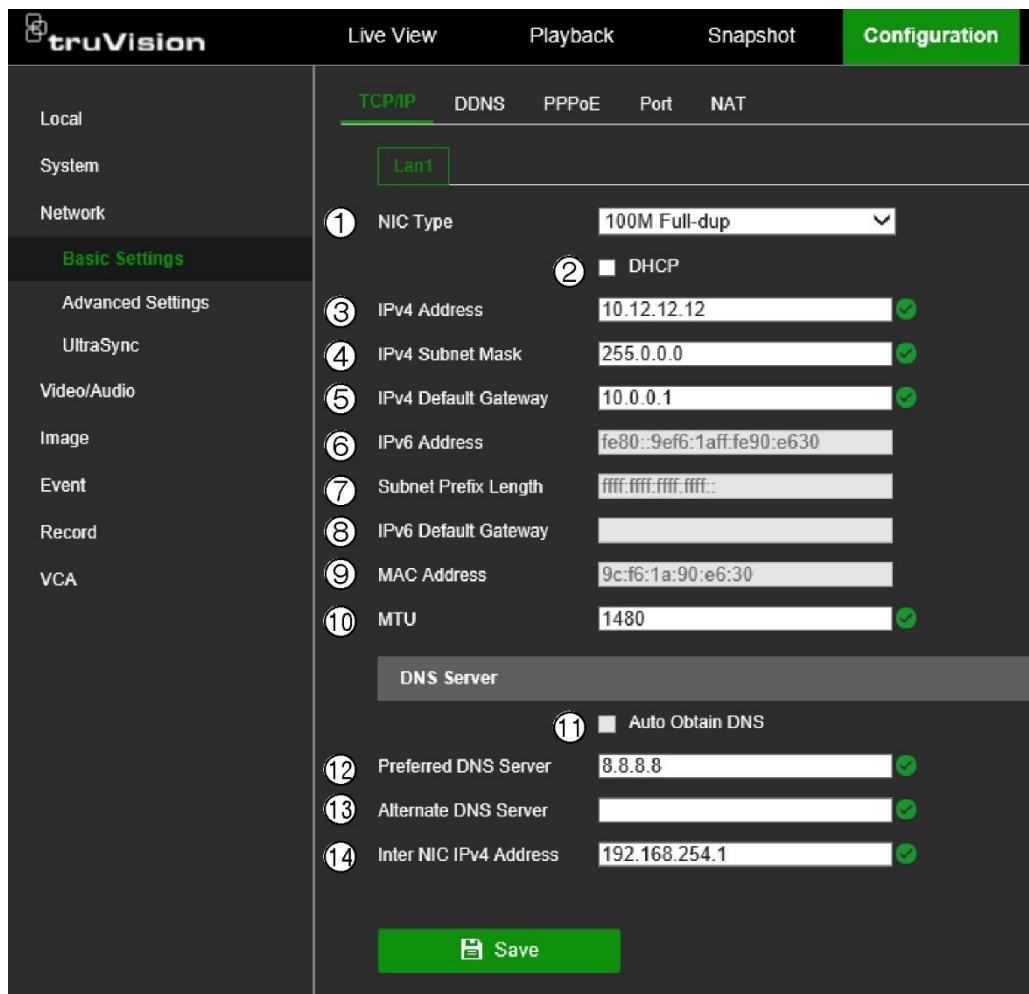 truVision Live View Playback Snapshot Configuration
TCP/IP DDNS PPPoE Port NAT
Local
System
Network
Basic Settings
Advanced Settings
UltraSync
Video/Audio
Image
Event
Record
VCA
Lan1
1 NIC Type 100M Full-dup
2 DHCP
3 IPv4 Address 10.12.12.12
4 IPv4 Subnet Mask 255.0.0.0
5 IPv4 Default Gateway 10.0.0.1
6 IPv6 Address fe80::9ef6:1aff:fe90:e630
7 Subnet Prefix Length ffff:ffff:ffff:ffff::
8 IPv6 Default Gateway
9 MAC Address 9c:f6:1a:90:e6:30
10 MTU 1480
DNS Server
11 Auto Obtain DNS
12 Preferred DNS Server 8.8.8.8
13 Alternate DNS Server
14 Inter NIC IPv4 Address 192.168.254.1
Save